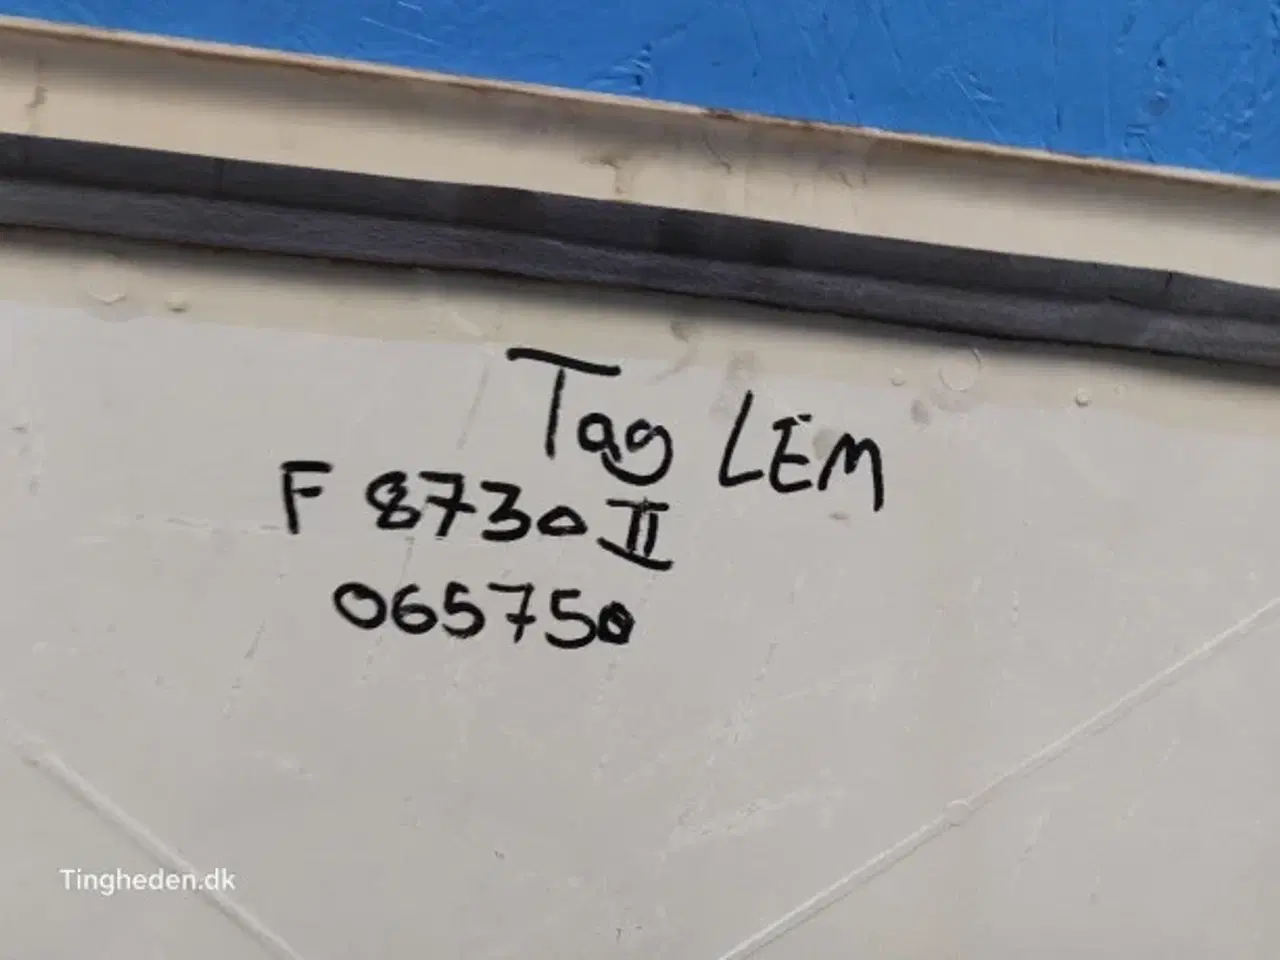 Tag LEM
F 8730 II
065750
Tingheden.dk